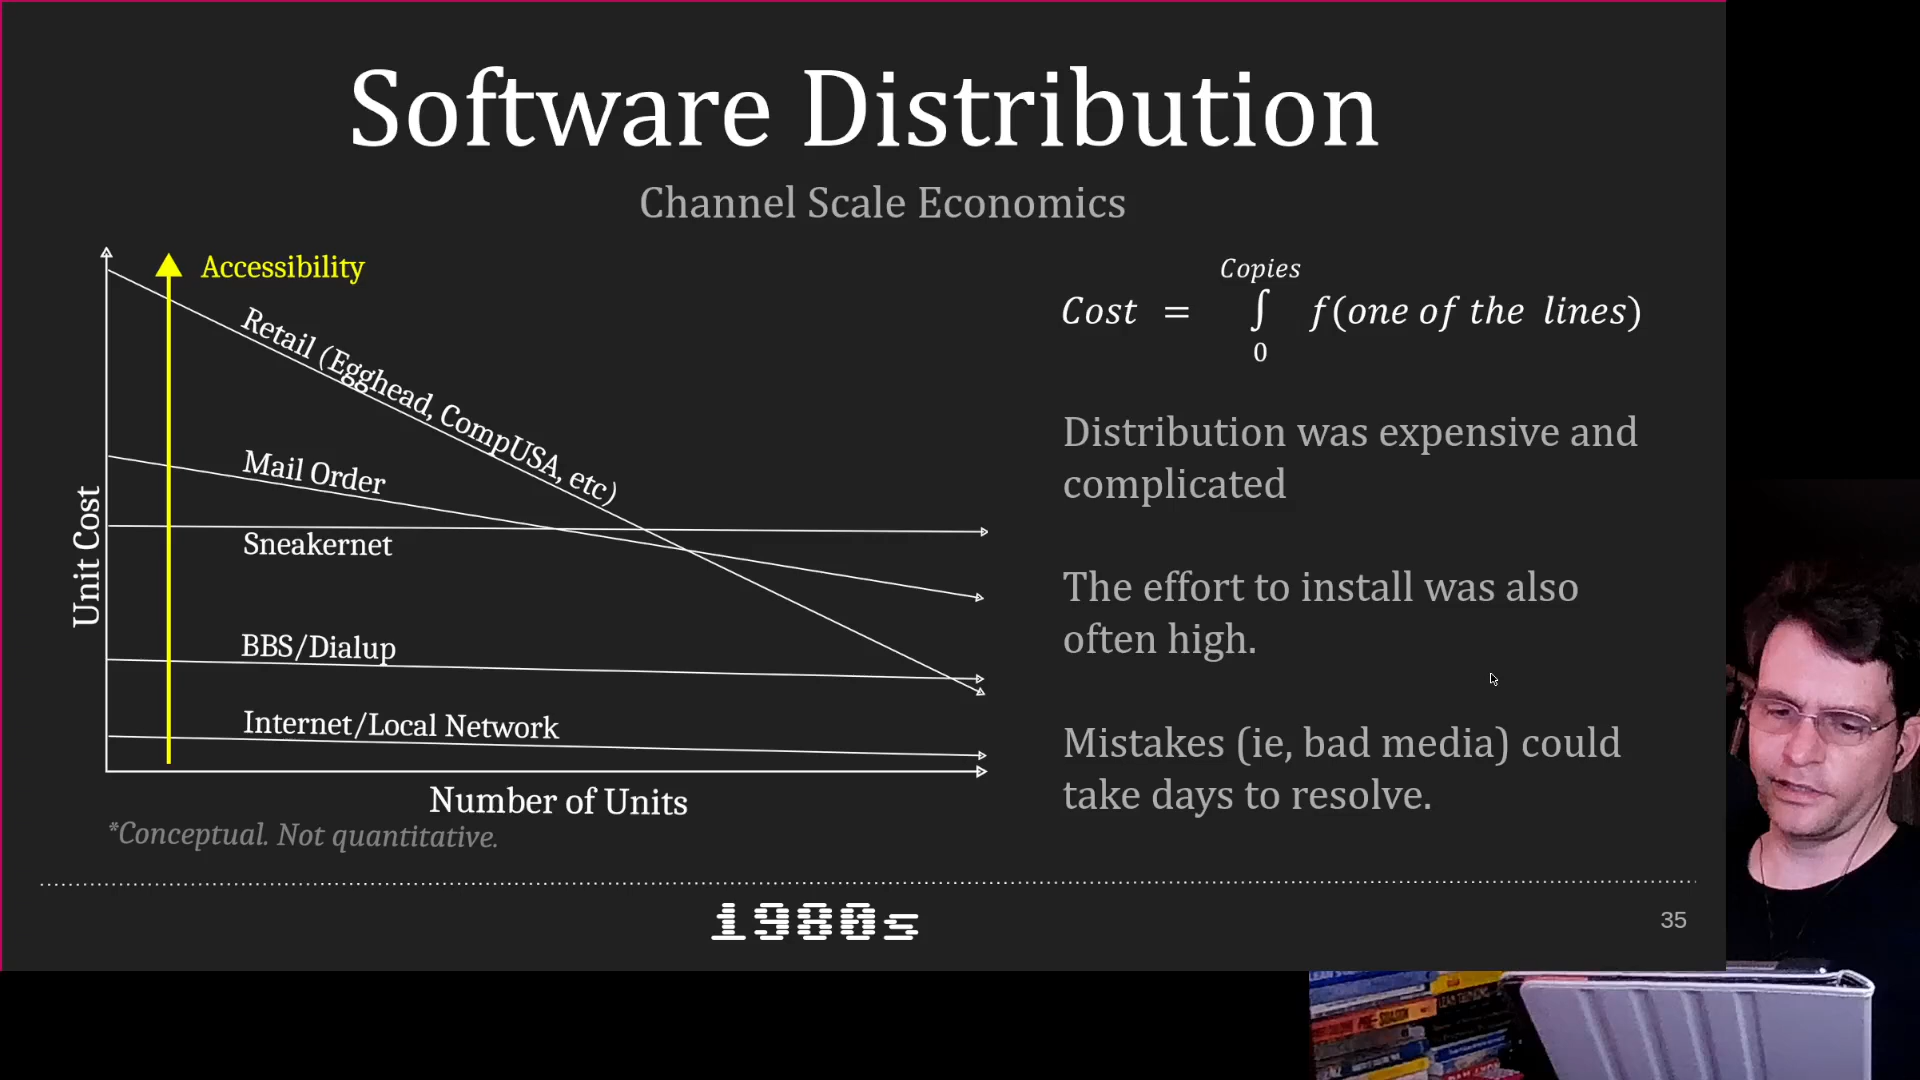 Software Distribution
Channel Scale Economics
Accessibility
Retail (Egghead, CompUSA, etc)
Mail Order
Sneakernet
BBS/Dialup
Internet/Local Network
Unit Cost
Number of Units
*Conceptual. Not quantitative.
Copies
Cost = ∫ f(one of the lines)
0
Distribution was expensive and
complicated
The effort to install was also
often high.
Mistakes (ie, bad media) could
take days to resolve.
1980s
35